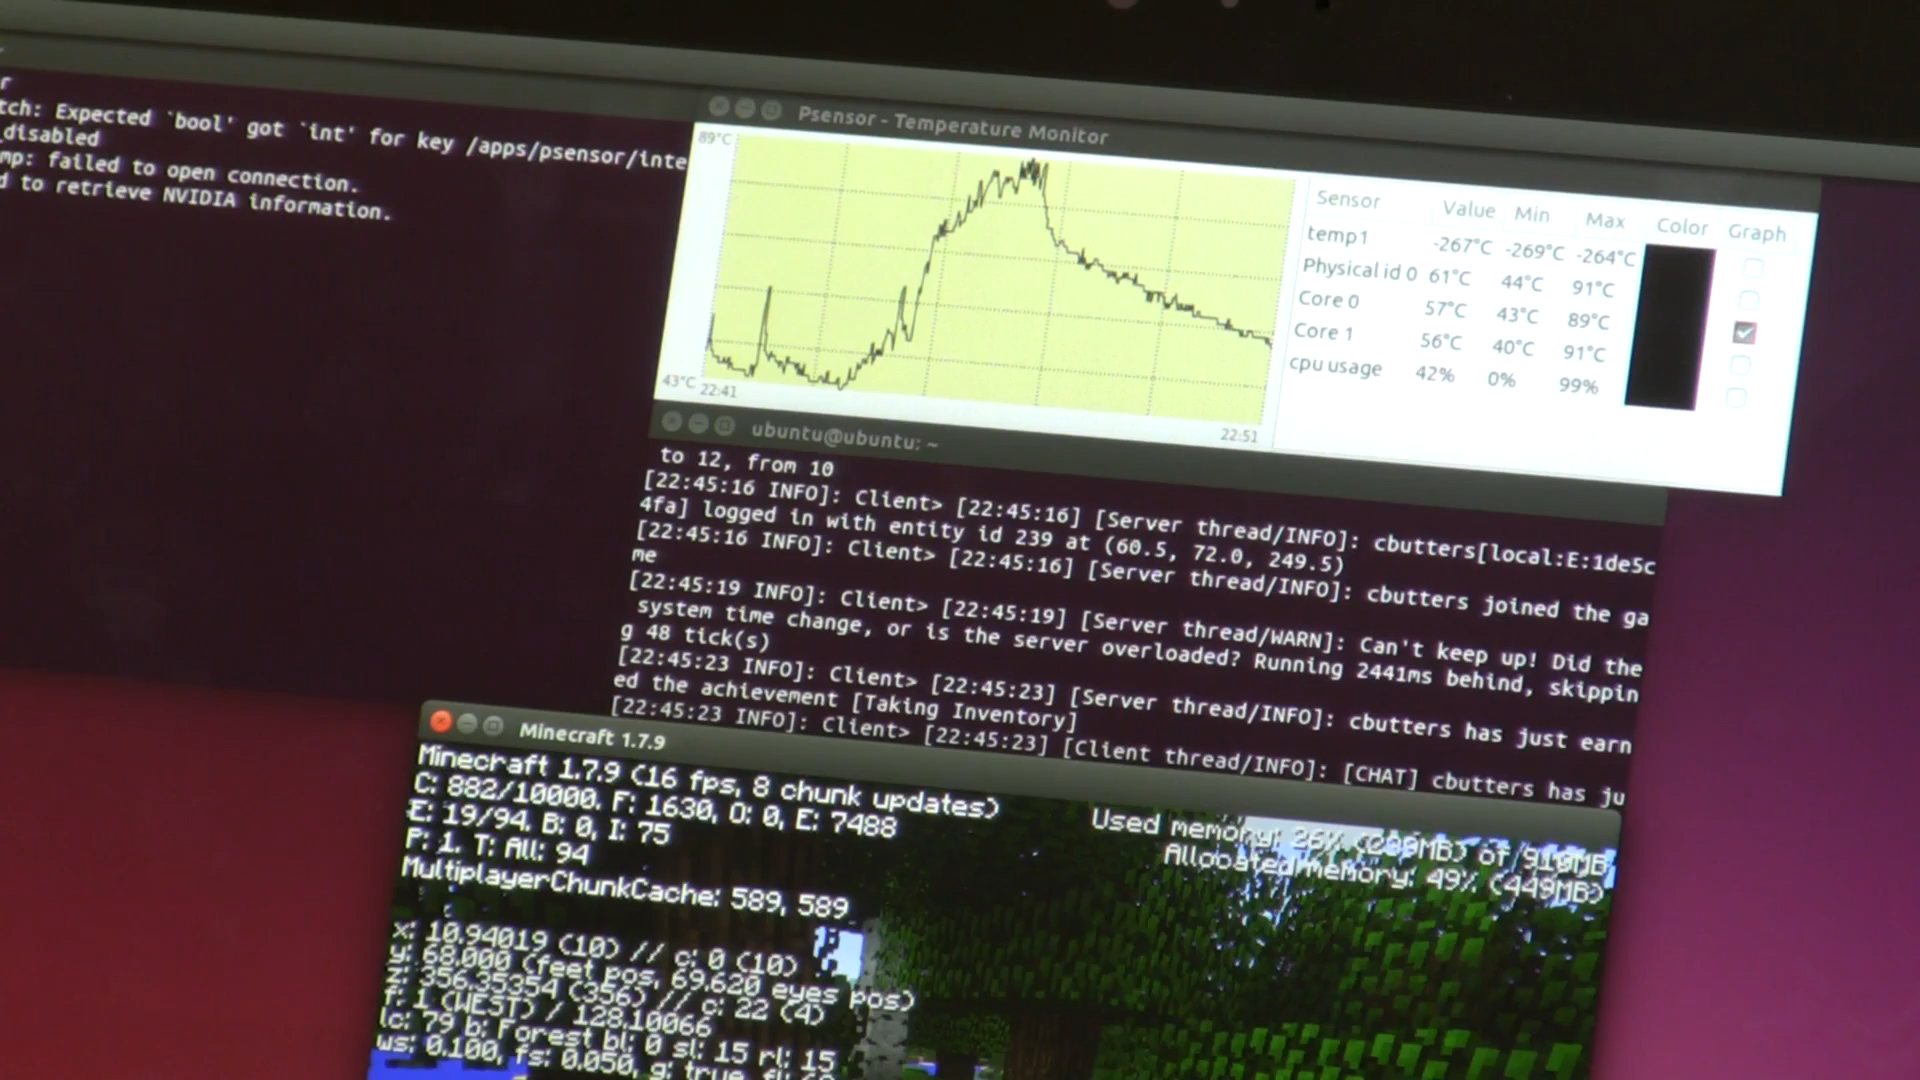 r
tch: Expected `bool' got `int' for key /apps/psensor/inte
_disabled
mp: failed to open connection.
d to retrieve NVIDIA information.
Psensor - Temperature Monitor
89°C
43°C
22:41
22:51
Sensor Value Min Max Color Graph
temp1 -267°C -269°C -264°C
Physical id 0 61°C 44°C 91°C
Core 0 57°C 43°C 89°C
Core 1 56°C 40°C 91°C
cpu usage 42% 0% 99%
ubuntu@ubuntu: ~
to 12, from 10
[22:45:16 INFO]: Client> [22:45:16] [Server thread/INFO]: cbutters[local:E:1de5c
4fa] logged in with entity id 239 at (60.5, 72.0, 249.5)
[22:45:16 INFO]: Client> [22:45:16] [Server thread/INFO]: cbutters joined the ga
me
[22:45:19 INFO]: Client> [22:45:19] [Server thread/WARN]: Can't keep up! Did the
system time change, or is the server overloaded? Running 2441ms behind, skippin
g 48 tick(s)
[22:45:23 INFO]: Client> [22:45:23] [Server thread/INFO]: cbutters has just earn
ed the achievement [Taking Inventory]
[22:45:23 INFO]: Client> [22:45:23] [Client thread/INFO]: [CHAT] cbutters has ju
Minecraft 1.7.9
Minecraft 1.7.9 (16 fps, 8 chunk updates)
C: 882/10000. F: 1630, O: 0, E: 7488
E: 19/94. B: 0, I: 75
P: 1. T: All: 94
MultiplayerChunkCache: 589, 589
Used memory: 26% (239MB) of 910MB
Allocated memory: 49% (449MB)
x: 10.94019 (10) // c: 0 (10)
y: 68.000 (feet pos, 69.620 eyes pos)
z: 356.35354 (356) // c: 22 (4)
f: 1 (WEST) / 128.10066
lc: 79 b: Forest bl: 0 sl: 15 rl: 15
ws: 0.100, fs: 0.050, g: true, fl: